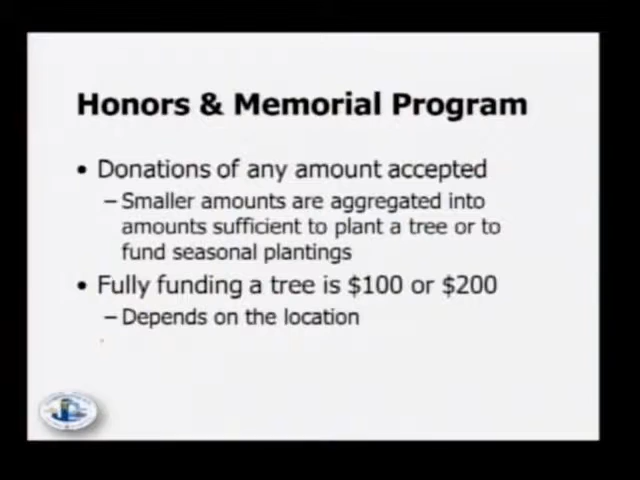 Honors & Memorial Program
• Donations of any amount accepted
– Smaller amounts are aggregated into
amounts sufficient to plant a tree or to
fund seasonal plantings
• Fully funding a tree is $100 or $200
– Depends on the location